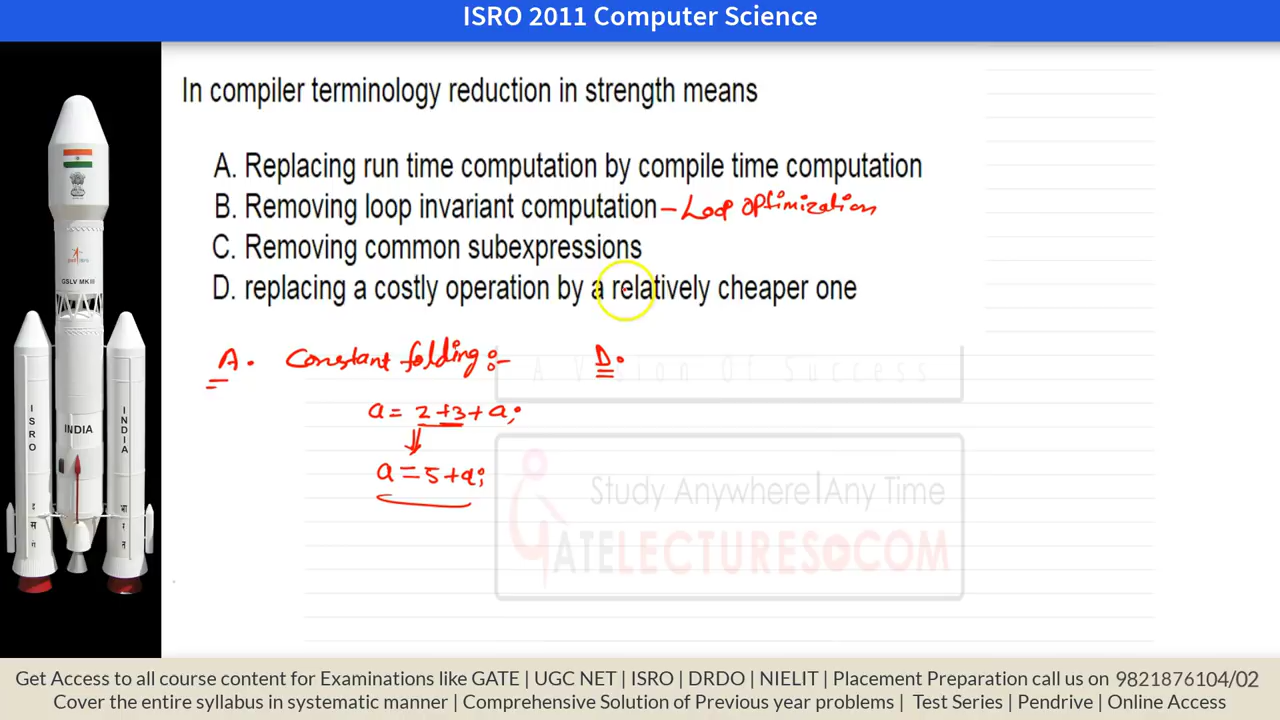 ISRO 2011 Computer Science
In compiler terminology reduction in strength means
A. Replacing run time computation by compile time computation
B. Removing loop invariant computation – Loop optimization
C. Removing common subexpressions
D. replacing a costly operation by a relatively cheaper one
A. Constant folding :-
D.
a = 2+3+a;
a = 5+a;
A Vision Of Success
Study Anywhere|Any Time
GATELECTURES.COM
GSLV MK III
ISRO
INDIA
INDIA
Get Access to all course content for Examinations like GATE | UGC NET | ISRO | DRDO | NIELIT | Placement Preparation call us on 9821876104/02
Cover the entire syllabus in systematic manner | Comprehensive Solution of Previous year problems | Test Series | Pendrive | Online Access